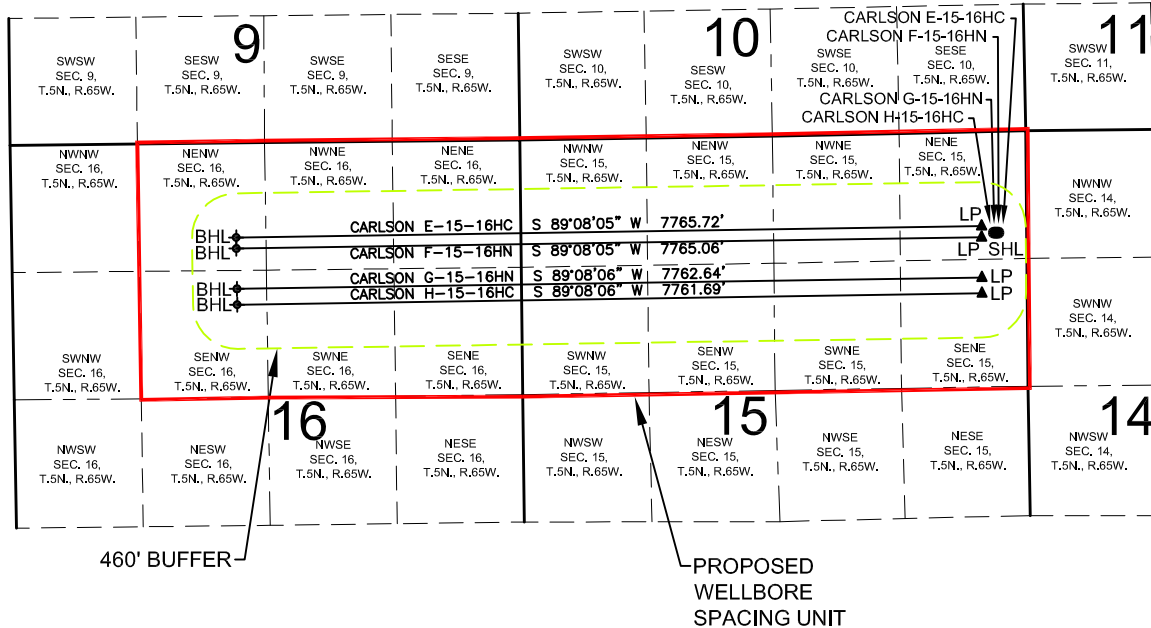 9
10
11
CARLSON E-15-16HC
CARLSON F-15-16HN
CARLSON G-15-16HN
CARLSON H-15-16HC
SWSW
SEC. 9,
T.5N., R.65W.
SESW
SEC. 9,
T.5N., R.65W.
SWSE
SEC. 9,
T.5N., R.65W.
SESE
SEC. 9,
T.5N., R.65W.
SWSW
SEC. 10,
T.5N., R.65W.
SESW
SEC. 10,
T.5N., R.65W.
SWSE
SEC. 10,
T.5N., R.65W.
SESE
SEC. 10,
T.5N., R.65W.
SWSW
SEC. 11,
T.5N., R.65W.
NWNW
SEC. 16,
T.5N., R.65W.
NENW
SEC. 16,
T.5N., R.65W.
NWNE
SEC. 16,
T.5N., R.65W.
NENE
SEC. 16,
T.5N., R.65W.
NWNW
SEC. 15,
T.5N., R.65W.
NENW
SEC. 15,
T.5N., R.65W.
NWNE
SEC. 15,
T.5N., R.65W.
NENE
SEC. 15,
T.5N., R.65W.
NWNW
SEC. 14,
T.5N., R.65W.
LP
BHL CARLSON E-15-16HC S 89°08'05" W 7765.72'
BHL CARLSON F-15-16HN S 89°08'05" W 7765.06' LP SHL
BHL CARLSON G-15-16HN S 89°08'06" W 7762.64' LP
BHL CARLSON H-15-16HC S 89°08'06" W 7761.69' LP
SWNW
SEC. 16,
T.5N., R.65W.
SENW
SEC. 16,
T.5N., R.65W.
SWNE
SEC. 16,
T.5N., R.65W.
SENE
SEC. 16,
T.5N., R.65W.
SWNW
SEC. 15,
T.5N., R.65W.
SENW
SEC. 15,
T.5N., R.65W.
SWNE
SEC. 15,
T.5N., R.65W.
SENE
SEC. 15,
T.5N., R.65W.
SWNW
SEC. 14,
T.5N., R.65W.
16
15
14
NWSW
SEC. 16,
T.5N., R.65W.
NESW
SEC. 16,
T.5N., R.65W.
NWSE
SEC. 16,
T.5N., R.65W.
NESE
SEC. 16,
T.5N., R.65W.
NWSW
SEC. 15,
T.5N., R.65W.
NESW
SEC. 15,
T.5N., R.65W.
NWSE
SEC. 15,
T.5N., R.65W.
NESE
SEC. 15,
T.5N., R.65W.
NWSW
SEC. 14,
T.5N., R.65W.
460' BUFFER
PROPOSED
WELLBORE
SPACING UNIT